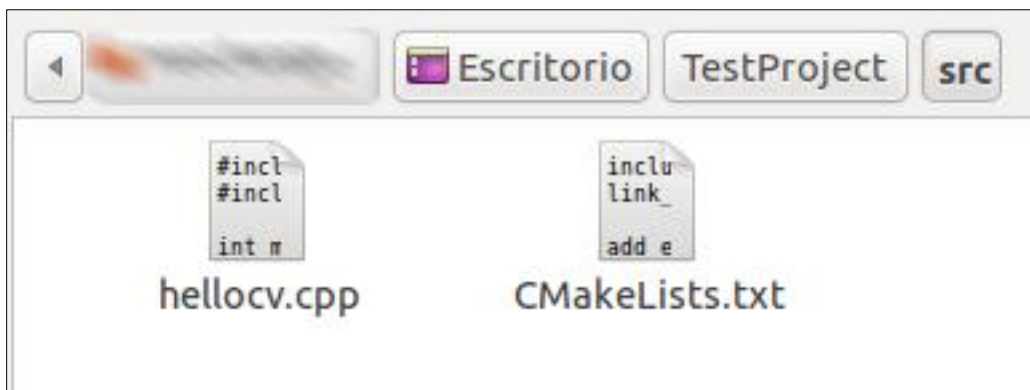 Escritorio TestProject src
#incl
#incl
int m
inclu
link_
add e
hellocv.cpp CMakeLists.txt